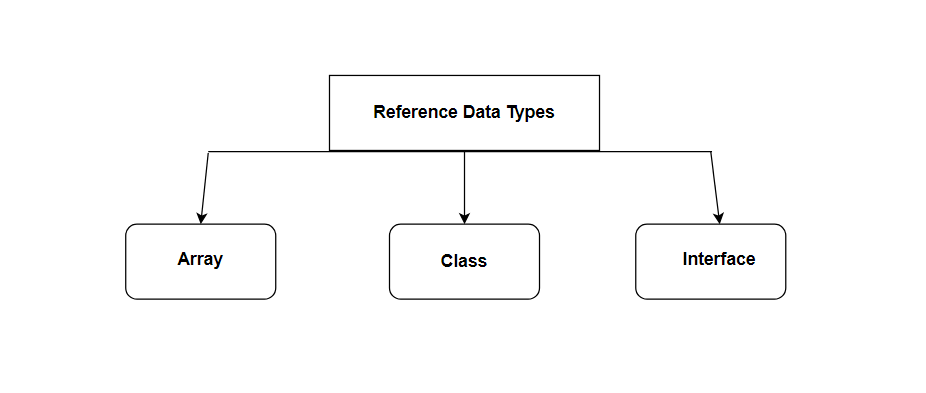 Reference Data Types
Array
Class
Interface